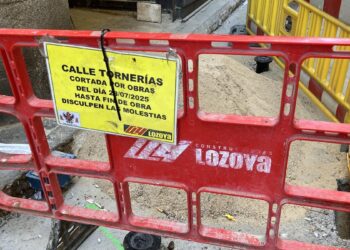 CALLE TORNERÍAS
CORTADA POR OBRAS
DEL DÍA 28/07/2025
HASTA FIN DE OBRA
DISCULPEN LAS MOLESTIAS
Lozoya
CONSTRU
LOZOYA
LOZOYA